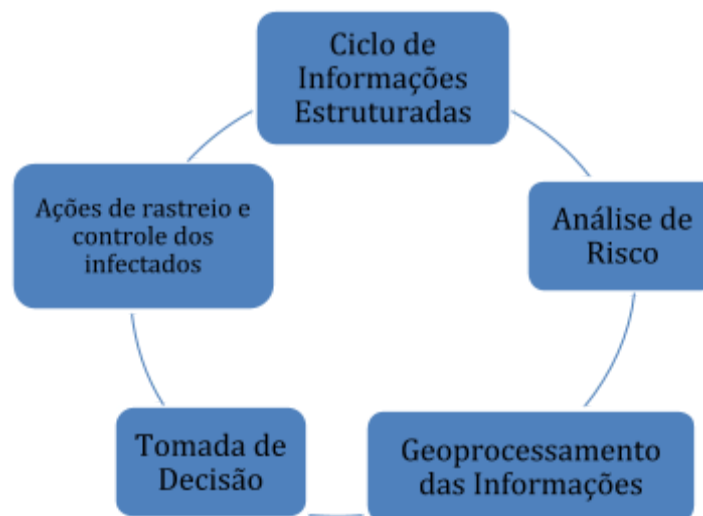 Ciclo de
Informações
Estruturadas
Análise de
Risco
Geoprocessamento
das Informações
Tomada de
Decisão
Ações de rastreio e
controle dos
infectados